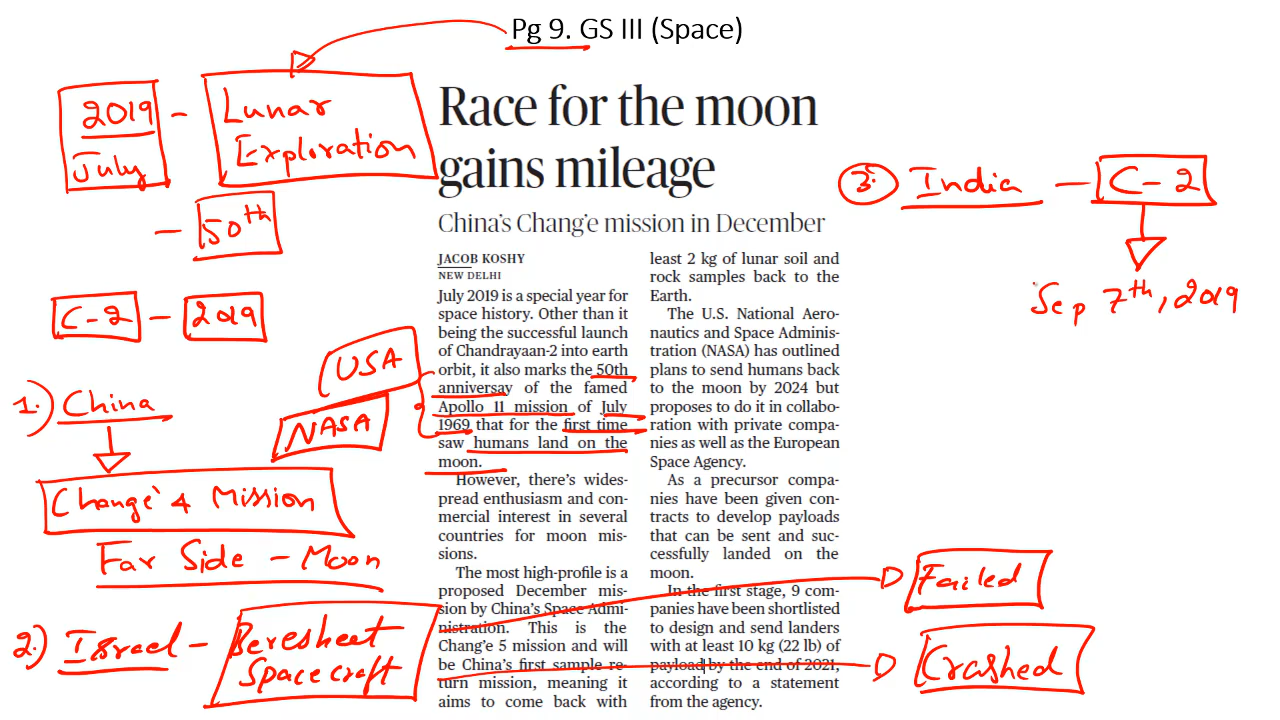 Pg 9. GS III (Space)
2019 - Lunar
July Exploration
- 50th
C-2 - 2019
1.) China
Change' 4 Mission
Far Side - Moon
2.) Israel - Beresheet
Spacecraft
USA
NASA
Race for the moon
gains mileage
China's Chang'e mission in December
JACOB KOSHY
NEW DELHI
July 2019 is a special year for
space history. Other than it
being the successful launch
of Chandrayaan-2 into earth
orbit, it also marks the 50th
anniversay of the famed
Apollo 11 mission of July
1969 that for the first time
saw humans land on the
moon.
However, there's wides-
pread enthusiasm and con-
mercial interest in several
countries for moon mis-
sions.
The most high-profile is a
proposed December mis-
sion by China's Space Admi-
nistration. This is the
Chang'e 5 mission and will
be China's first sample re-
turn mission, meaning it
aims to come back with
least 2 kg of lunar soil and
rock samples back to the
Earth.
The U.S. National Aero-
nautics and Space Adminis-
tration (NASA) has outlined
plans to send humans back
to the moon by 2024 but
proposes to do it in collabo-
ration with private compa-
nies as well as the European
Space Agency.
As a precursor compa-
nies have been given con-
tracts to develop payloads
that can be sent and suc-
cessfully landed on the
moon.
In the first stage, 9 com-
panies have been shortlisted
to design and send landers
with at least 10 kg (22 lb) of
payload by the end of 2021,
according to a statement
from the agency.
3. India - C-2
Sep 7th, 2019
Failed
Crashed